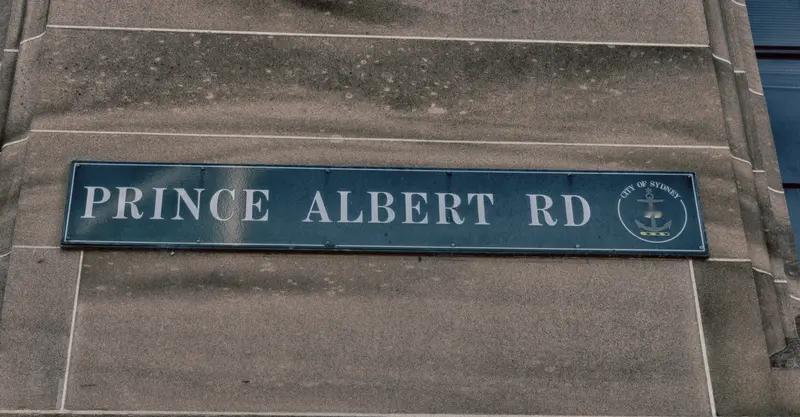 PRINCE ALBERT RD
CITY OF SYDNEY